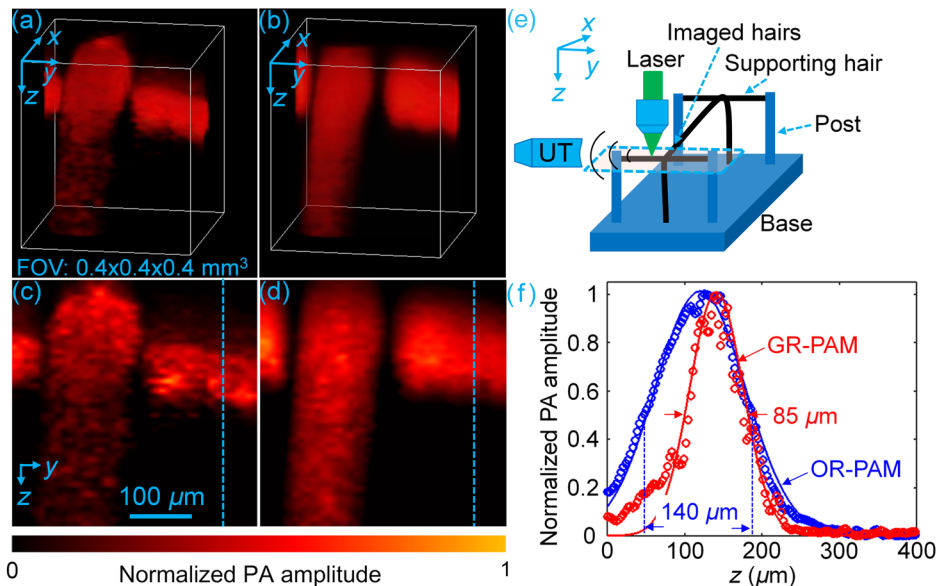 (a)
x
y
z
FOV: 0.4x0.4x0.4 mm³
(b)
x
y
z
(c)
y
z
100 µm
(d)
0
1
Normalized PA amplitude
(e)
x
y
z
Laser
Imaged hairs
Supporting hair
Post
UT
Base
(f)
Normalized PA amplitude
1
0.8
0.6
0.4
0.2
0
GR-PAM
85 µm
OR-PAM
140 µm
0 100 200 300 400
z (µm)